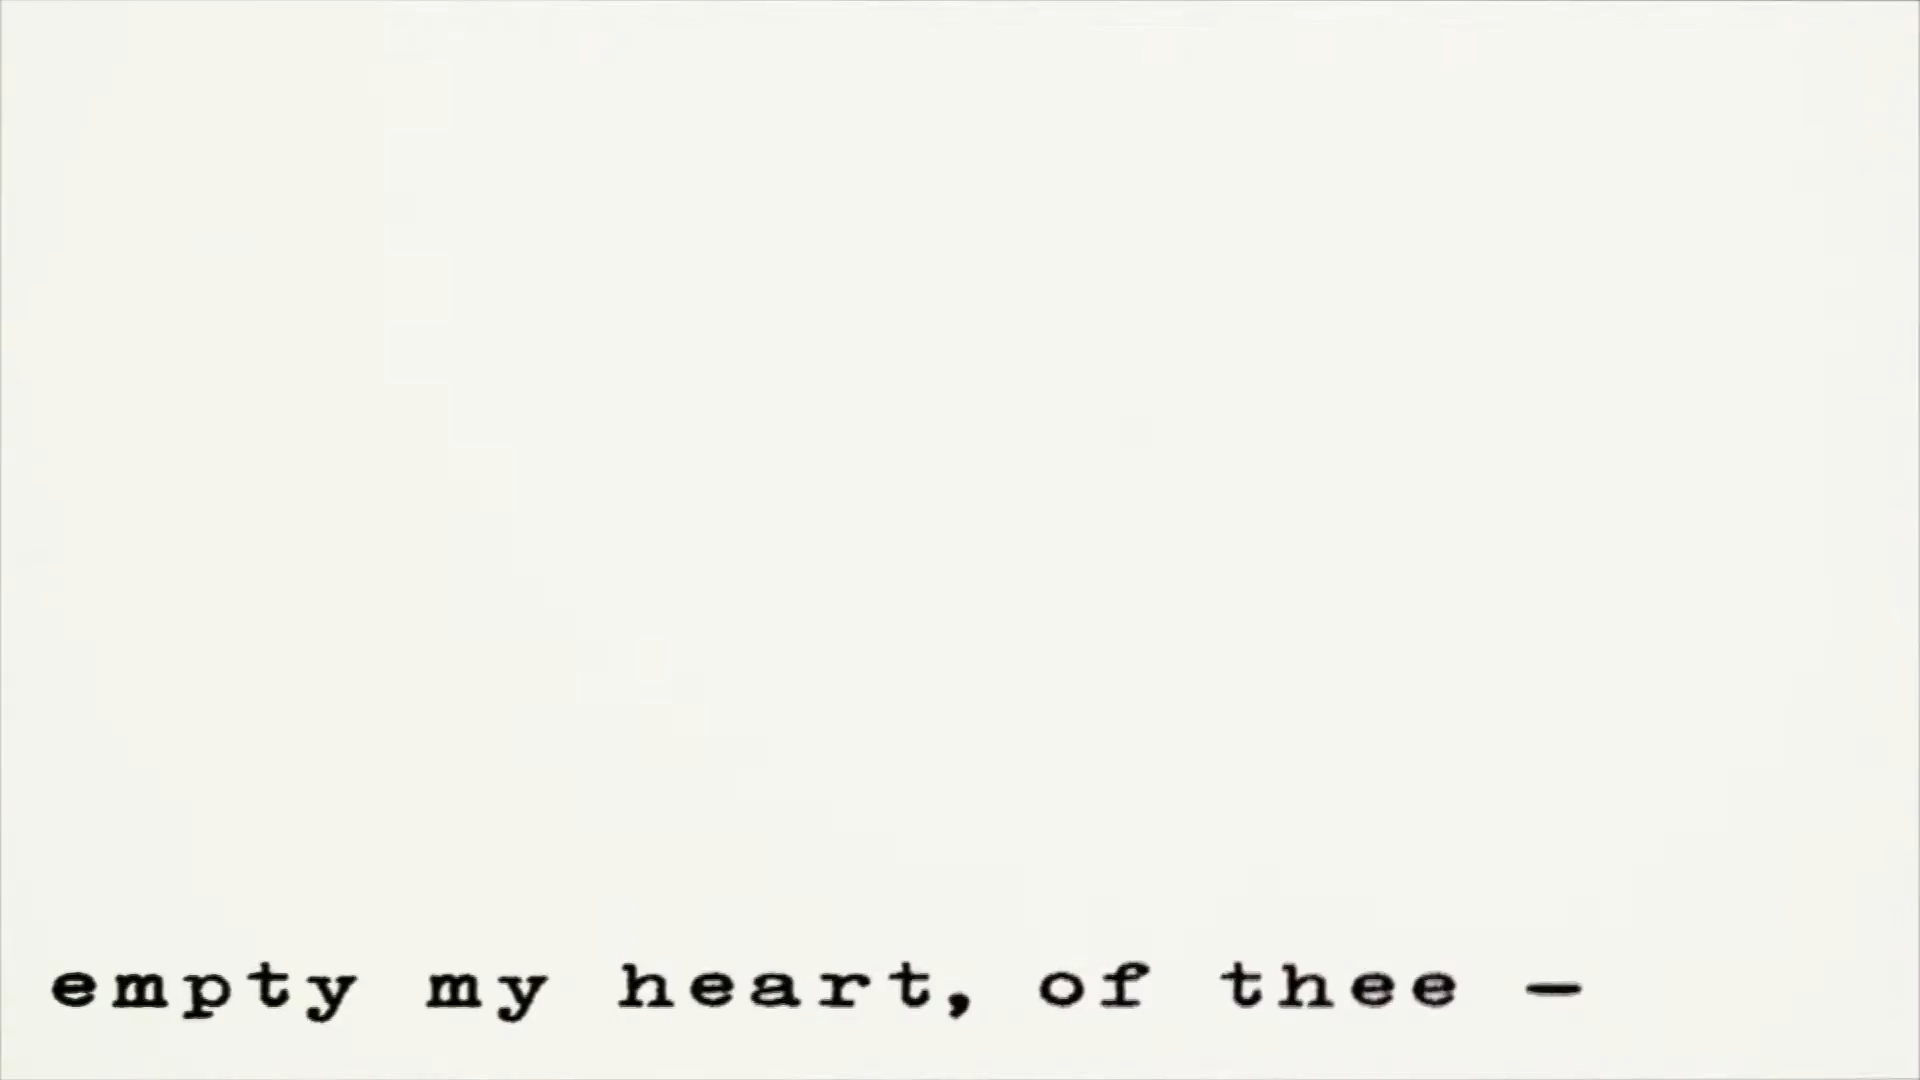 empty my heart, of thee —